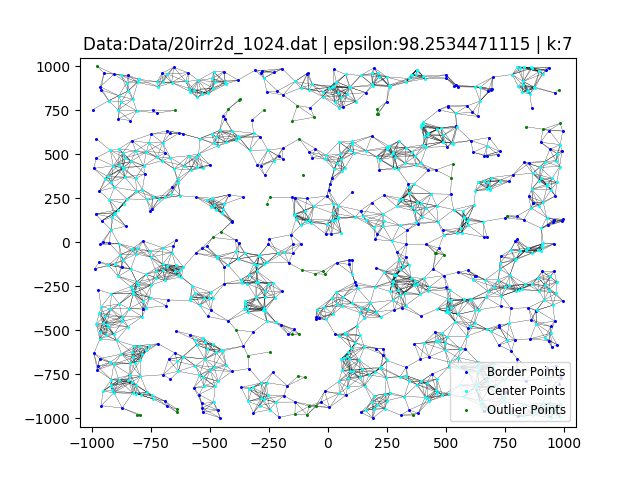 Data:Data/20irr2d_1024.dat | epsilon:98.2534471115 | k:7
1000
750
500
250
0
−250
−500
−750
−1000
Border Points
Center Points
Outlier Points
−1000 −750 −500 −250 0 250 500 750 1000